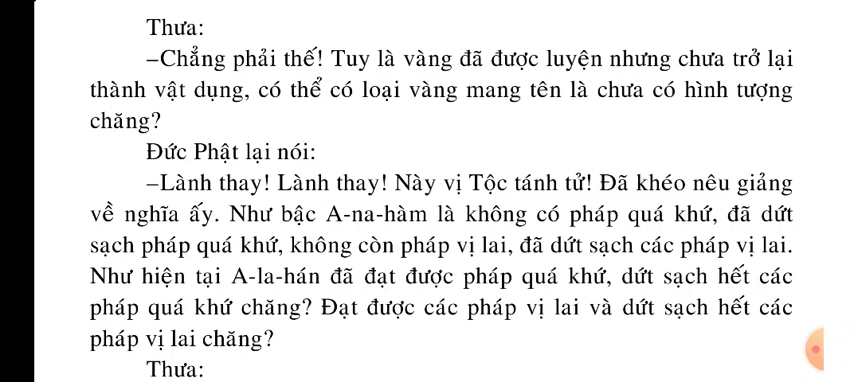 Thưa:
–Chẳng phải thế! Tuy là vàng đã được luyện nhưng chưa trở lại
thành vật dụng, có thể có loại vàng mang tên là chưa có hình tượng
chăng?
Đức Phật lại nói:
–Lành thay! Lành thay! Này vị Tộc tánh tử! Đã khéo nêu giảng
về nghĩa ấy. Như bậc A-na-hàm là không có pháp quá khứ, đã dứt
sạch pháp quá khứ, không còn pháp vị lai, đã dứt sạch các pháp vị lai.
Như hiện tại A-la-hán đã đạt được pháp quá khứ, dứt sạch hết các
pháp quá khứ chăng? Đạt được các pháp vị lai và dứt sạch hết các
pháp vị lai chăng?
Thưa: